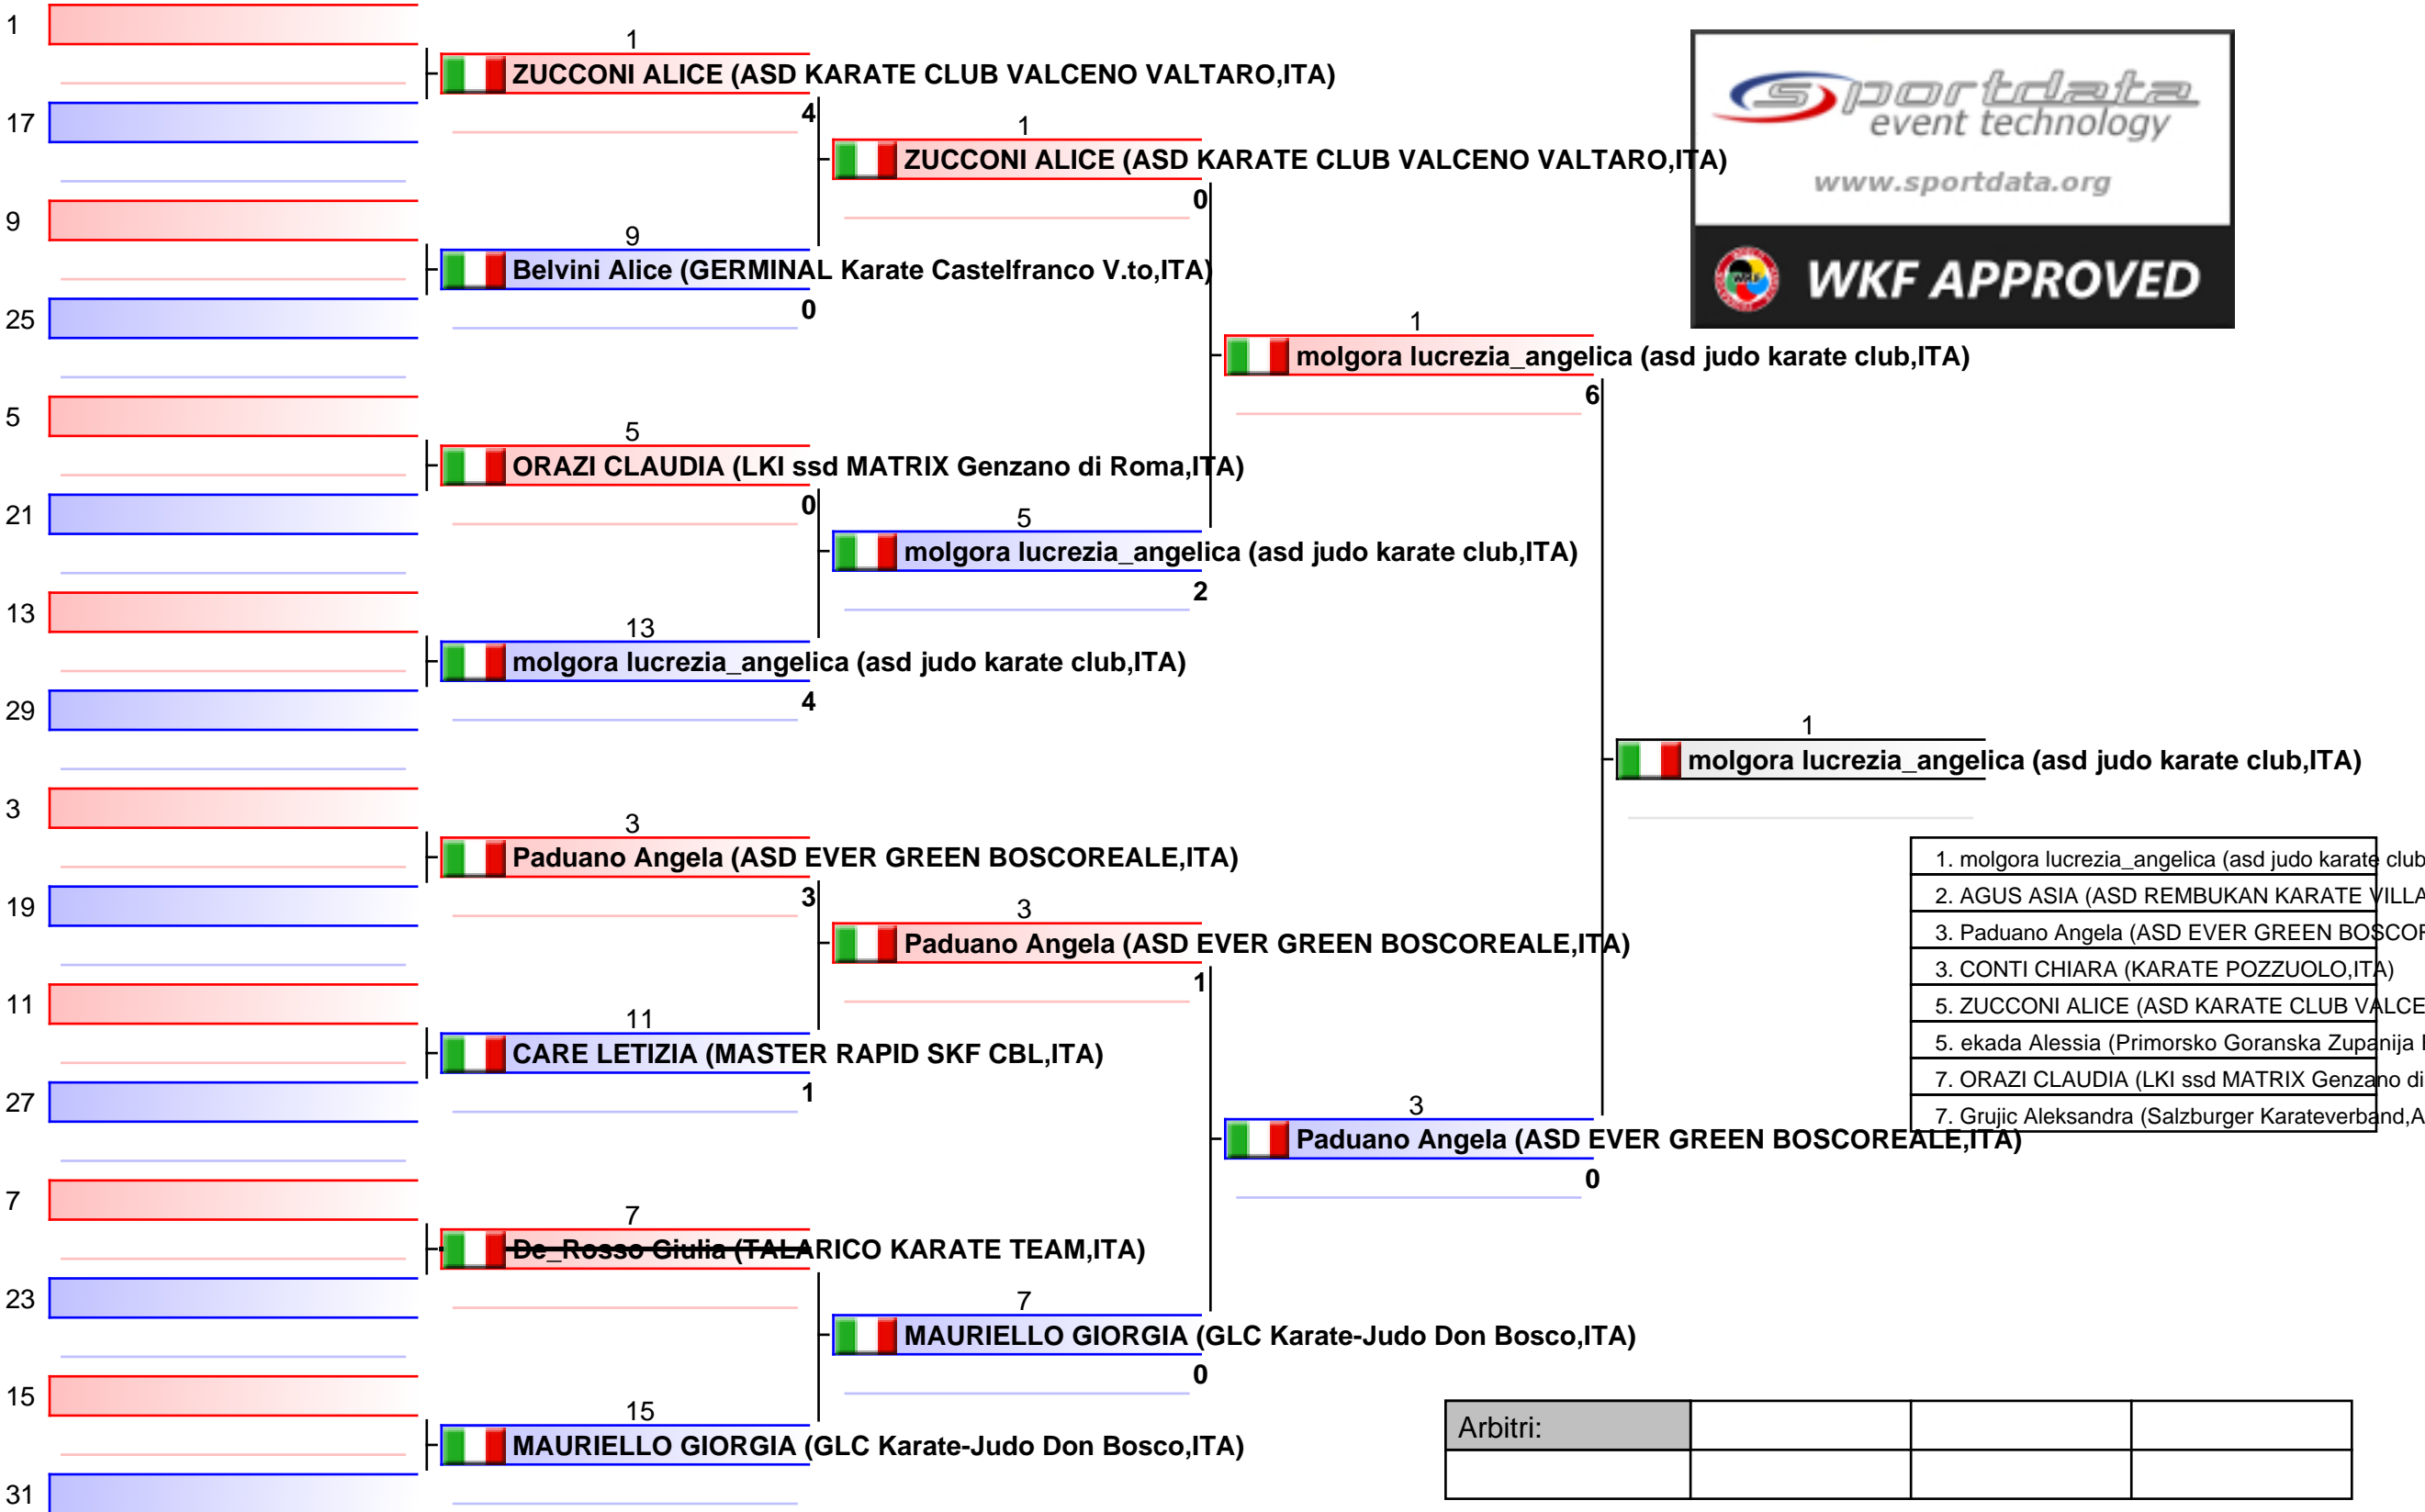 1
17
9
25
5
21
13
29
3
19
11
27
7
23
15
31
1
ZUCCONI ALICE (ASD KARATE CLUB VALCENO VALTARO,ITA)
4
9
Belvini Alice (GERMINAL Karate Castelfranco V.to,ITA)
0
5
ORAZI CLAUDIA (LKI ssd MATRIX Genzano di Roma,ITA)
0
13
molgora lucrezia_angelica (asd judo karate club,ITA)
4
3
Paduano Angela (ASD EVER GREEN BOSCOREALE,ITA)
3
11
CARE LETIZIA (MASTER RAPID SKF CBL,ITA)
1
7
De_Rosso Giulia (TALARICO KARATE TEAM,ITA)
15
MAURIELLO GIORGIA (GLC Karate-Judo Don Bosco,ITA)
1
ZUCCONI ALICE (ASD KARATE CLUB VALCENO VALTARO,ITA)
0
5
molgora lucrezia_angelica (asd judo karate club,ITA)
2
3
Paduano Angela (ASD EVER GREEN BOSCOREALE,ITA)
1
7
MAURIELLO GIORGIA (GLC Karate-Judo Don Bosco,ITA)
0
1
molgora lucrezia_angelica (asd judo karate club,ITA)
6
3
Paduano Angela (ASD EVER GREEN BOSCOREALE,ITA)
0
1
molgora lucrezia_angelica (asd judo karate club,ITA)
sportdata
event technology
www.sportdata.org
WKF APPROVED
1. molgora lucrezia_angelica (asd judo karate club
2. AGUS ASIA (ASD REMBUKAN KARATE VILLA
3. Paduano Angela (ASD EVER GREEN BOSCOR
3. CONTI CHIARA (KARATE POZZUOLO,ITA)
5. ZUCCONI ALICE (ASD KARATE CLUB VALCE
5. ekada Alessia (Primorsko Goranska Zupanija
7. ORAZI CLAUDIA (LKI ssd MATRIX Genzano di
7. Grujic Aleksandra (Salzburger Karateverband,A
Arbitri: